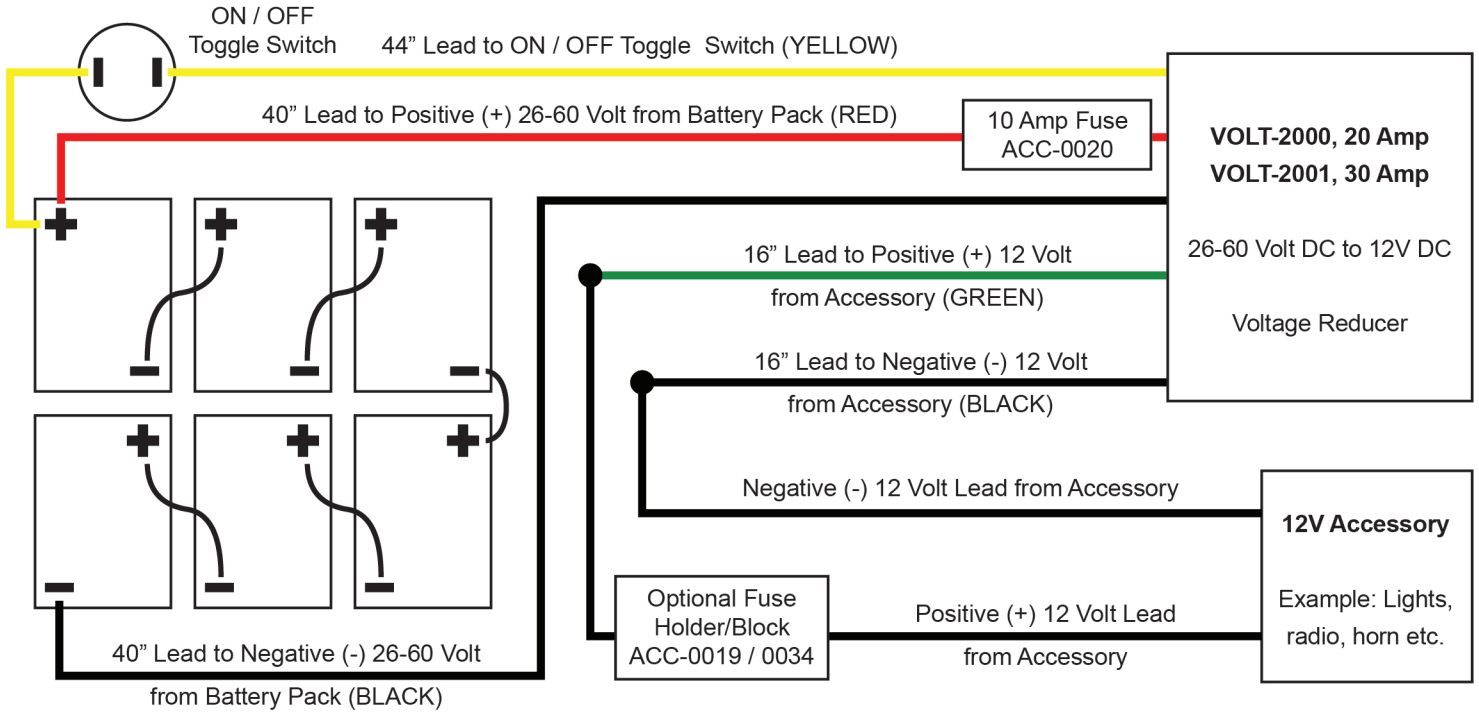 ON / OFF
Toggle Switch
44” Lead to ON / OFF Toggle Switch (YELLOW)
40” Lead to Positive (+) 26-60 Volt from Battery Pack (RED)
10 Amp Fuse
ACC-0020
VOLT-2000, 20 Amp
VOLT-2001, 30 Amp
26-60 Volt DC to 12V DC
Voltage Reducer
16” Lead to Positive (+) 12 Volt
from Accessory (GREEN)
16” Lead to Negative (-) 12 Volt
from Accessory (BLACK)
Negative (-) 12 Volt Lead from Accessory
12V Accessory
Example: Lights,
radio, horn etc.
Optional Fuse
Holder/Block
ACC-0019 / 0034
Positive (+) 12 Volt Lead
from Accessory
40” Lead to Negative (-) 26-60 Volt
from Battery Pack (BLACK)